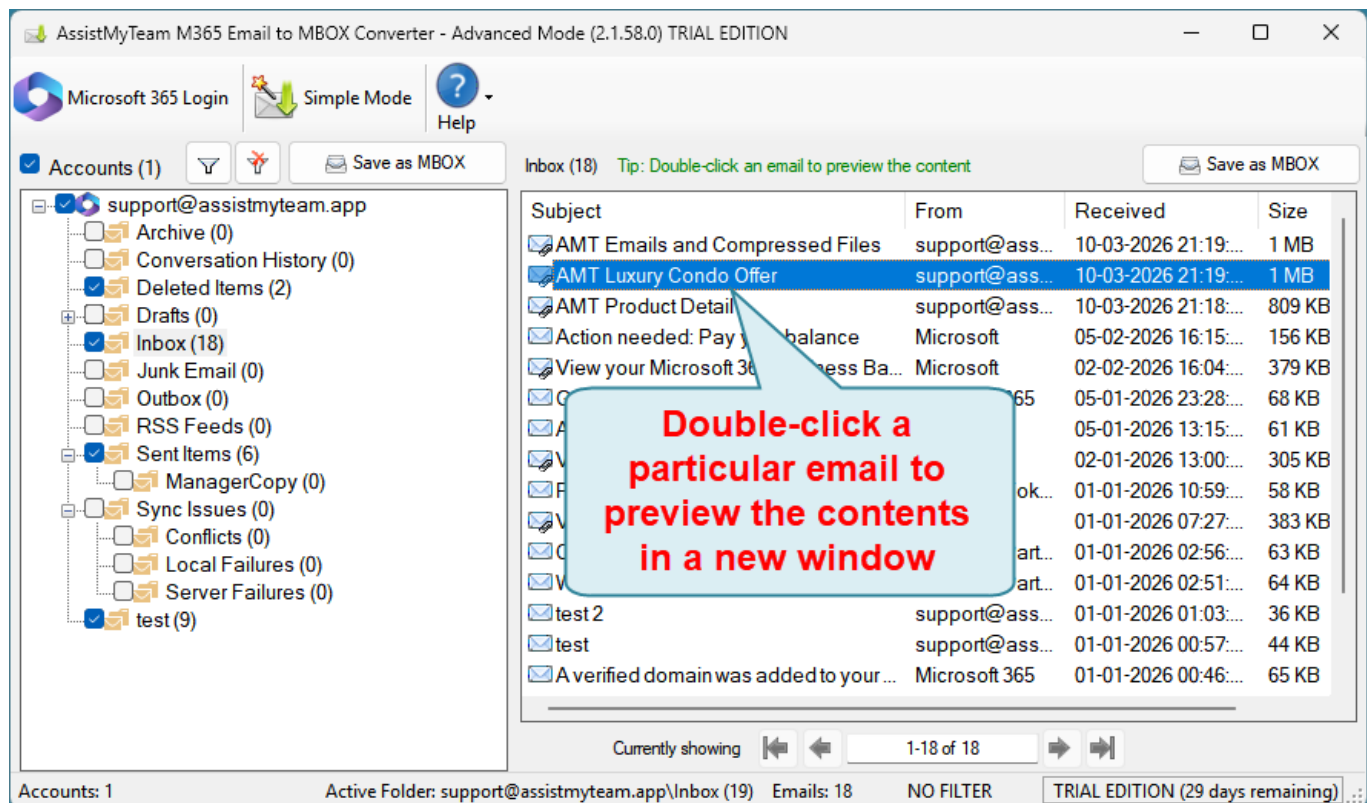 AssistMyTeam M365 Email to MBOX Converter - Advanced Mode (2.1.58.0) TRIAL EDITION
Microsoft 365 Login
Simple Mode
Help
Accounts (1)
Save as MBOX
Inbox (18) Tip: Double-click an email to preview the content
Save as MBOX
support@assistmyteam.app
Archive (0)
Conversation History (0)
Deleted Items (2)
Drafts (0)
Inbox (18)
Junk Email (0)
Outbox (0)
RSS Feeds (0)
Sent Items (6)
ManagerCopy (0)
Sync Issues (0)
Conflicts (0)
Local Failures (0)
Server Failures (0)
test (9)
Subject From Received Size
AMT Emails and Compressed Files support@ass... 10-03-2026 21:19:... 1 MB
AMT Luxury Condo Offer support@ass... 10-03-2026 21:19:... 1 MB
AMT Product Detail support@ass... 10-03-2026 21:18:... 809 KB
Action needed: Pay balance Microsoft 05-02-2026 16:15:... 156 KB
View your Microsoft Ba... Microsoft 02-02-2026 16:04:... 379 KB
65 05-01-2026 23:28:... 68 KB
05-01-2026 13:15:... 61 KB
02-01-2026 13:00:... 305 KB
ok... 01-01-2026 10:59:... 58 KB
01-01-2026 07:27:... 383 KB
art... 01-01-2026 02:56:... 63 KB
art... 01-01-2026 02:51:... 64 KB
test 2 support@ass... 01-01-2026 01:03:... 36 KB
test support@ass... 01-01-2026 00:57:... 44 KB
A verified domain was added to your ... Microsoft 365 01-01-2026 00:46:... 65 KB
Double-click a
particular email to
preview the contents
in a new window
Currently showing 1-18 of 18
Accounts: 1 Active Folder: support@assistmyteam.app\Inbox (19) Emails: 18 NO FILTER TRIAL EDITION (29 days remaining)